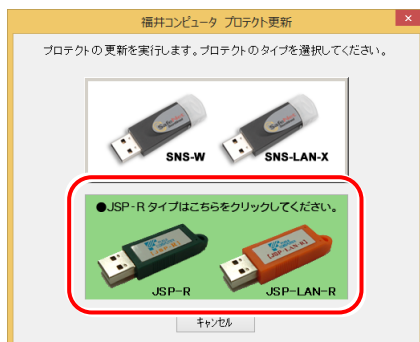 福井コンピュータ プロテクト更新
×
プロテクトの更新を実行します。プロテクトのタイプを選択してください。
SNS-W
SNS-LAN-X
●JSP-Rタイプはこちらをクリックしてください。
[JSP-LAN-R]
JSP-R
JSP-LAN-R
キャンセル